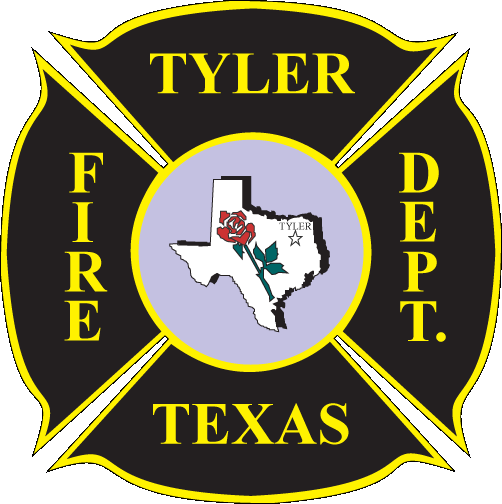 TYLER
FIRE
DEPT.
TYLER
TEXAS